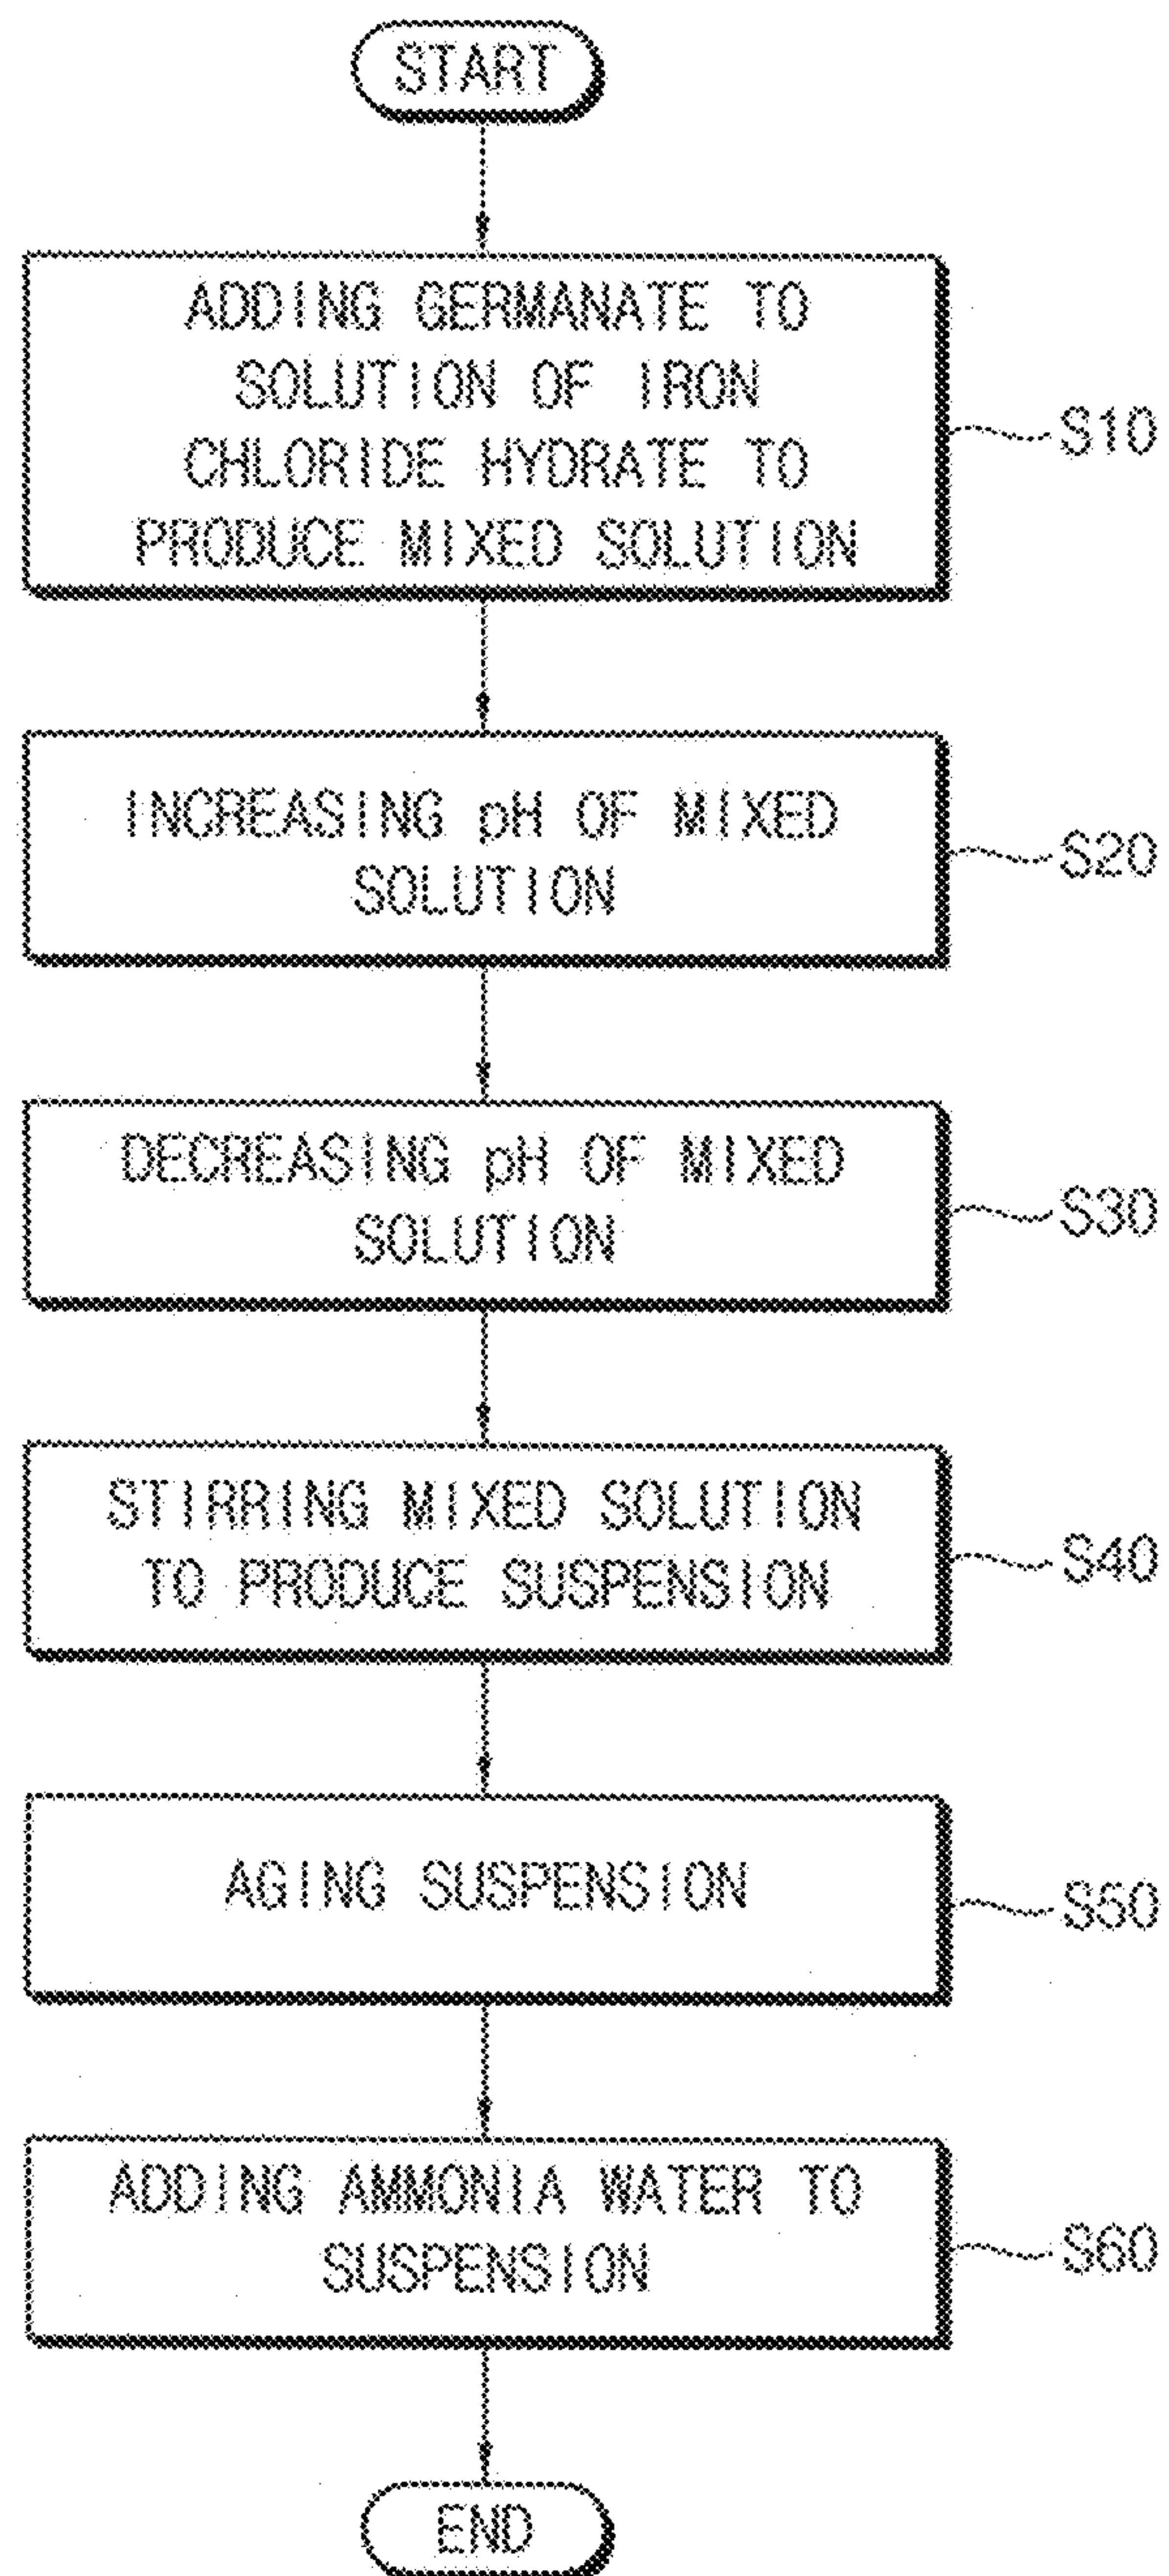 START
ADDING GERMANATE TO
SOLUTION OF IRON
CHLORIDE HYDRATE TO
PRODUCE MIXED SOLUTION
S10
INCREASING pH OF MIXED
SOLUTION
S20
DECREASING pH OF MIXED
SOLUTION
S30
STIRRING MIXED SOLUTION
TO PRODUCE SUSPENSION
S40
AGING SUSPENSION
S50
ADDING AMMONIA WATER TO
SUSPENSION
S60
END